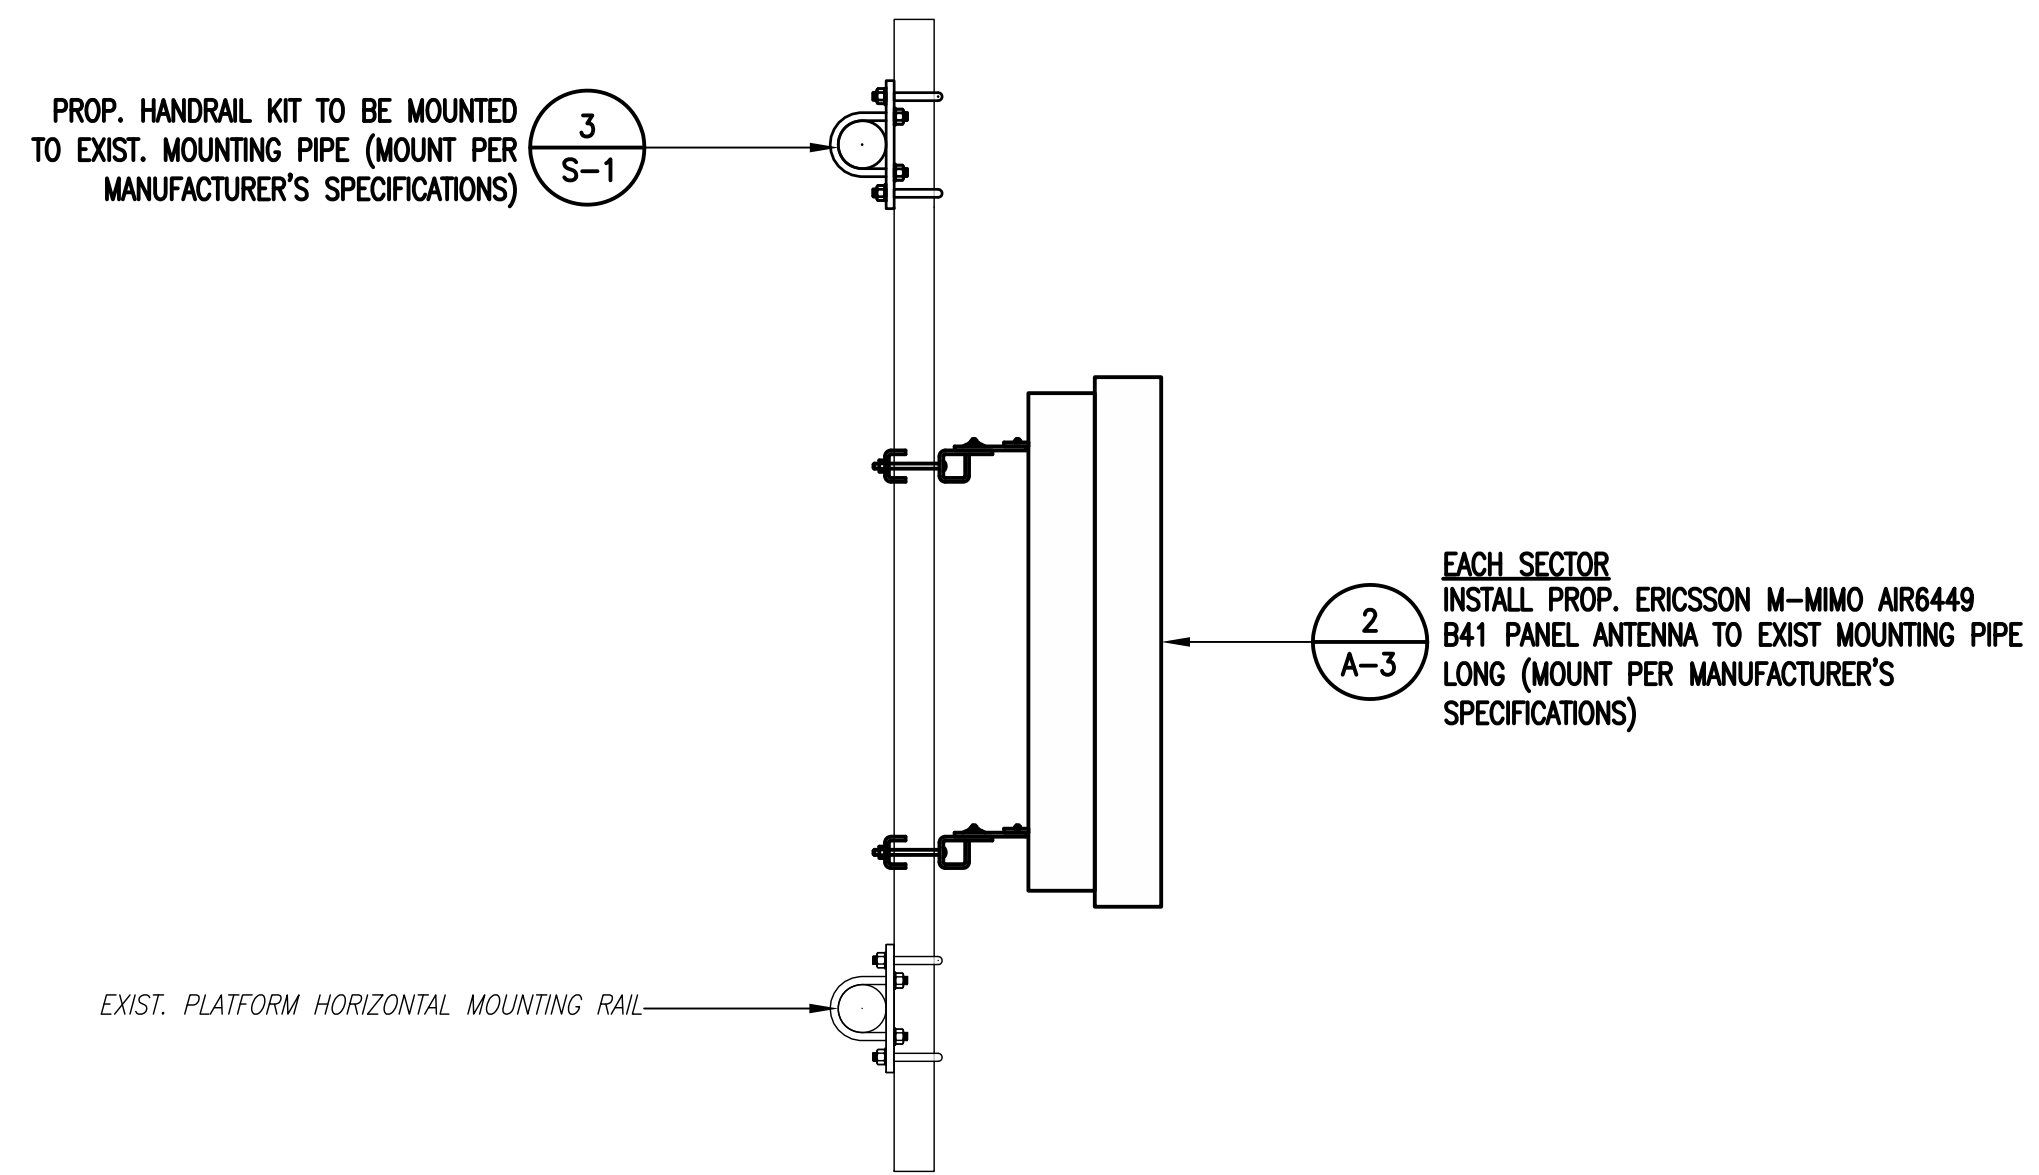 PROP. HANDRAIL KIT TO BE MOUNTED
TO EXIST. MOUNTING PIPE (MOUNT PER
MANUFACTURER'S SPECIFICATIONS)
3
S-1
2
A-3
EACH SECTOR
INSTALL PROP. ERICSSON M-MIMO AIR6449
B41 PANEL ANTENNA TO EXIST MOUNTING PIPE
LONG (MOUNT PER MANUFACTURER'S
SPECIFICATIONS)
EXIST. PLATFORM HORIZONTAL MOUNTING RAIL